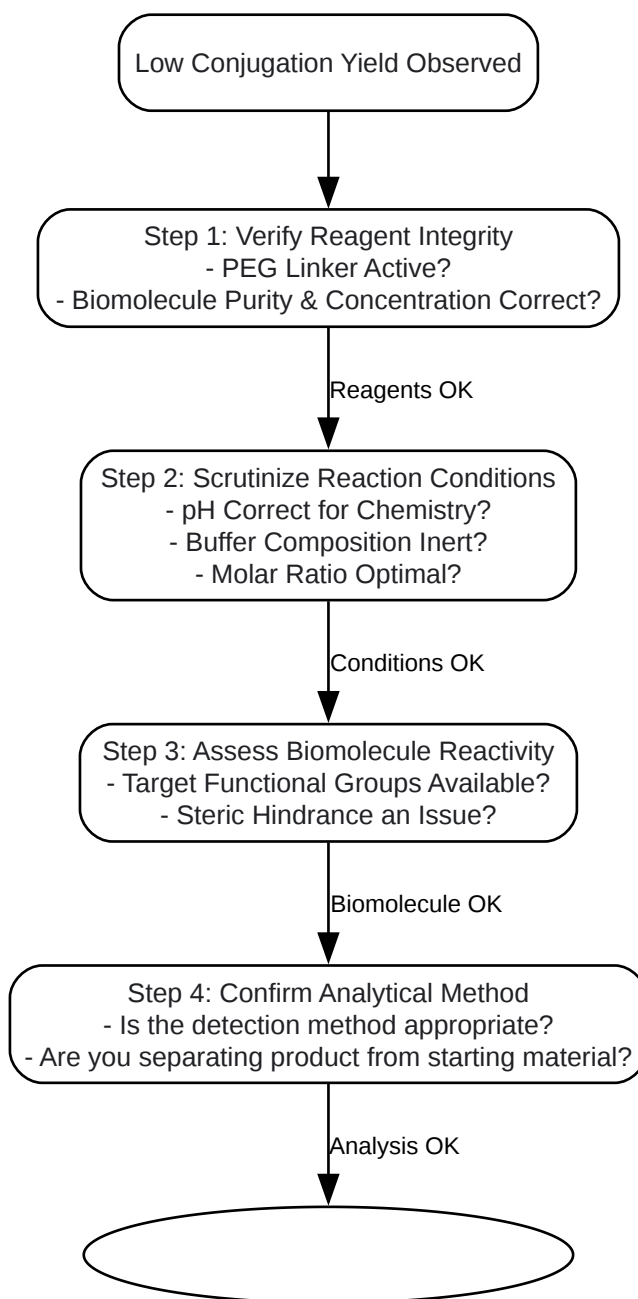 Low Conjugation Yield Observed
Step 1: Verify Reagent Integrity
- PEG Linker Active?
- Biomolecule Purity & Concentration Correct?
Reagents OK
Step 2: Scrutinize Reaction Conditions
- pH Correct for Chemistry?
- Buffer Composition Inert?
- Molar Ratio Optimal?
Conditions OK
Step 3: Assess Biomolecule Reactivity
- Target Functional Groups Available?
- Steric Hindrance an Issue?
Biomolecule OK
Step 4: Confirm Analytical Method
- Is the detection method appropriate?
- Are you separating product from starting material?
Analysis OK